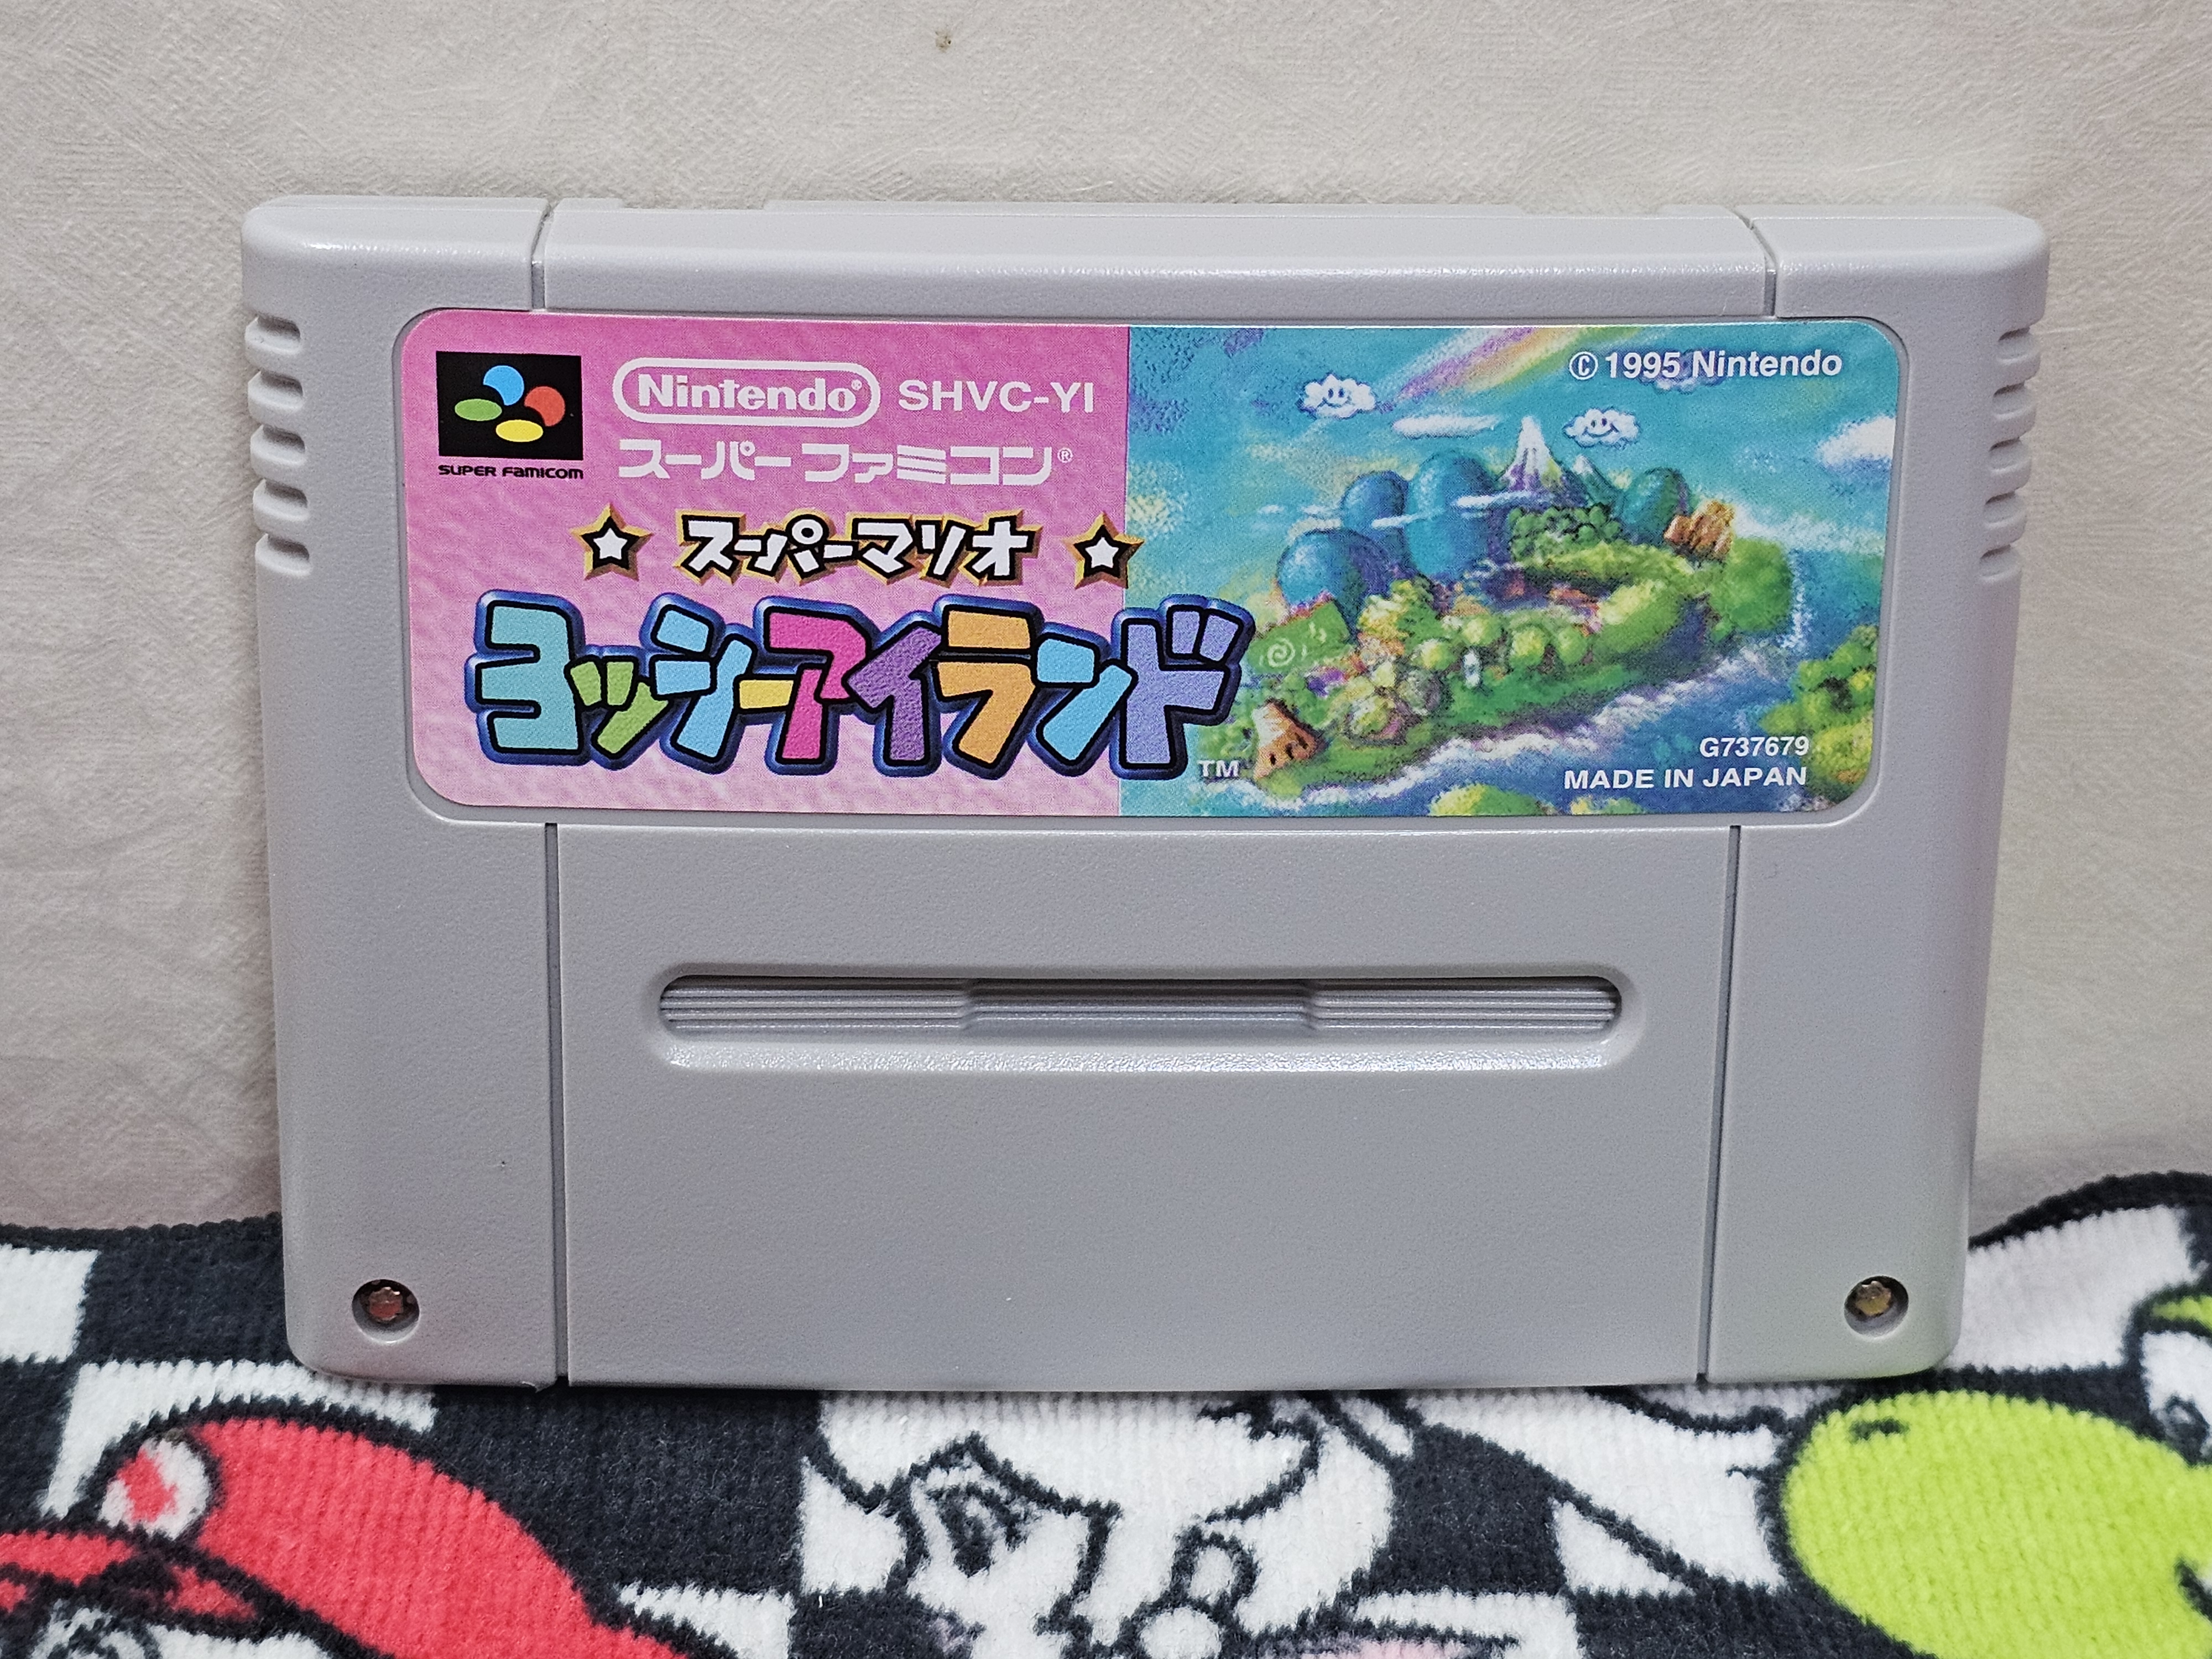 Nintendo® SHVC-YI
スーパーファミコン®
SUPER FAMICOM
スーパーマリオ
ヨッシーアイランド
TM
© 1995 Nintendo
G737679
MADE IN JAPAN